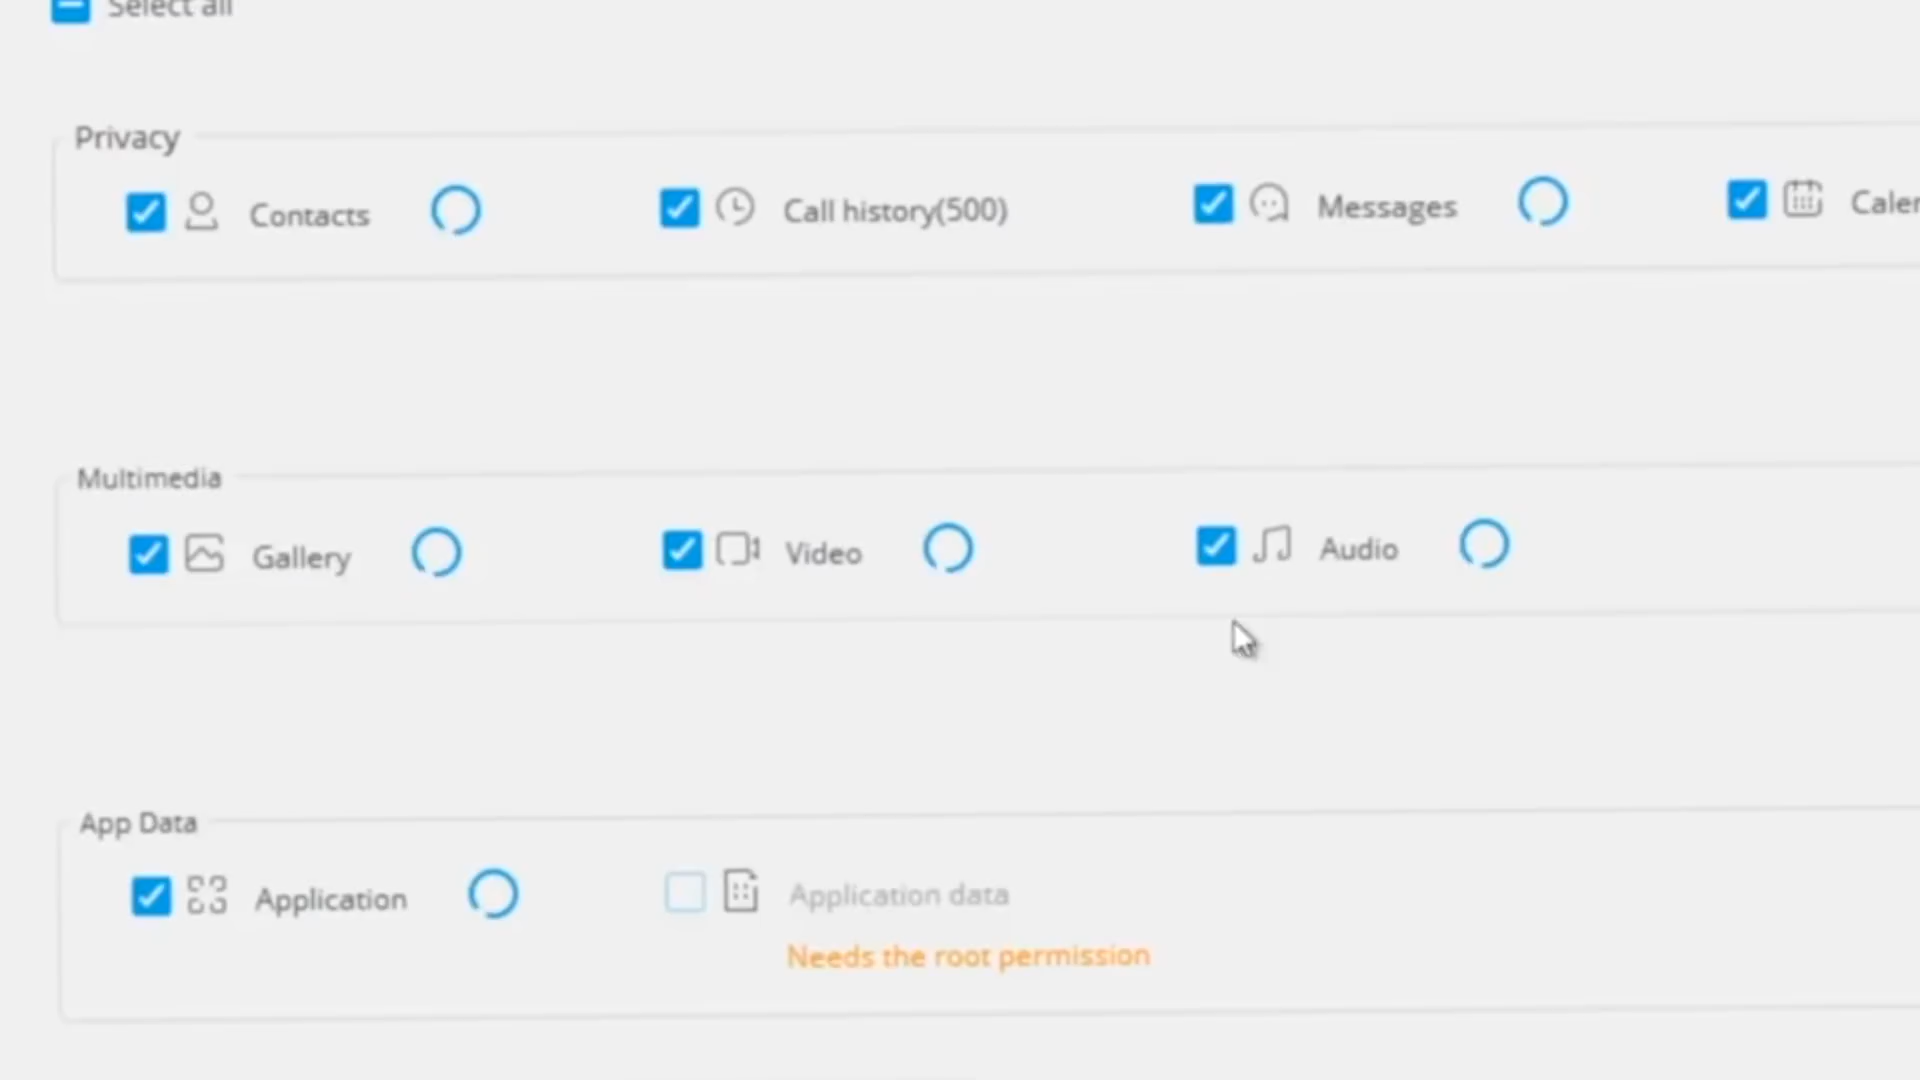 Select all
Privacy
Contacts
Call history(500)
Messages
Multimedia
Gallery
Video
Audio
App Data
Application
Application data
Needs the root permission